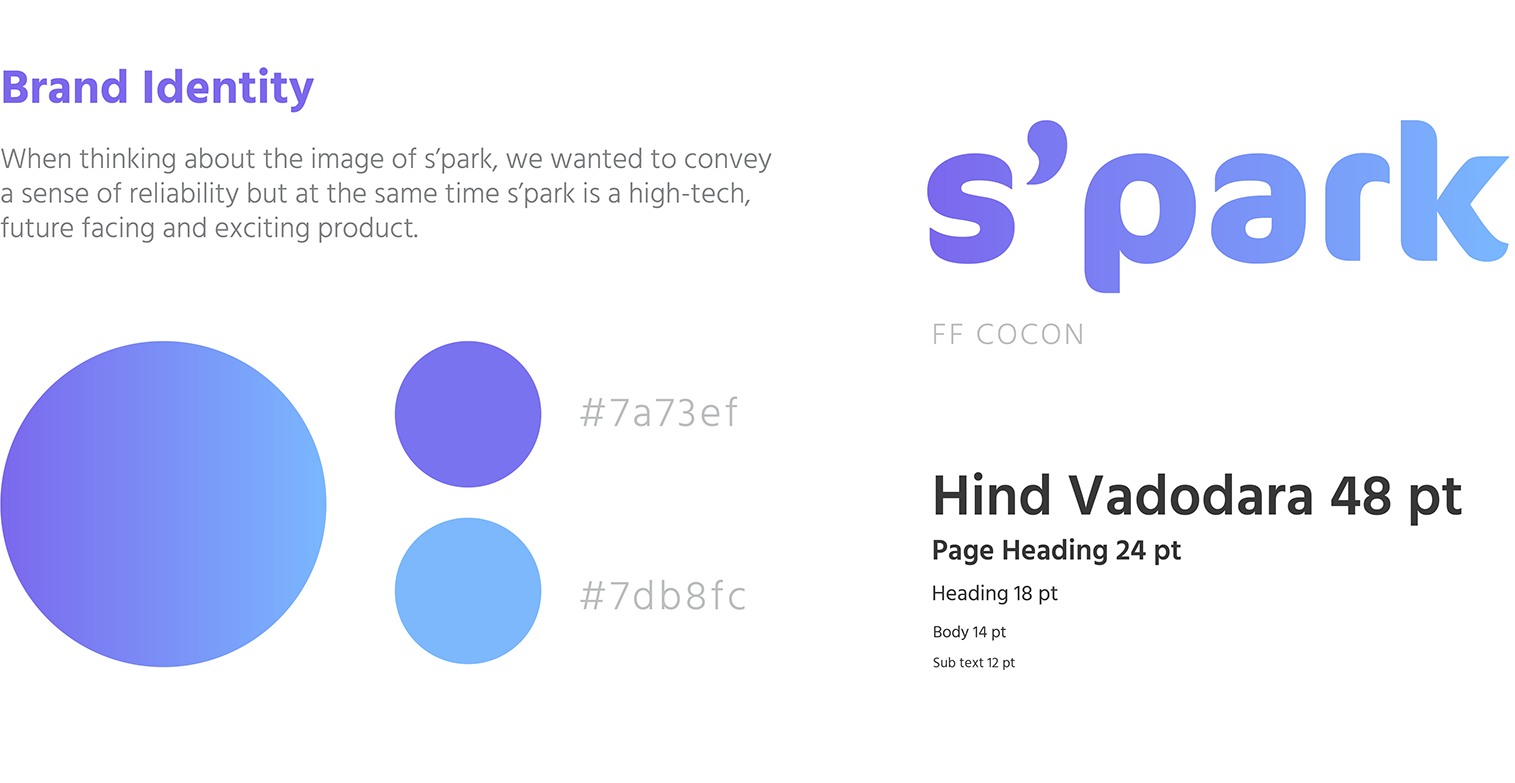 Brand Identity
When thinking about the image of s’park, we wanted to convey
a sense of reliability but at the same time s’park is a high-tech,
future facing and exciting product.
#7a73ef
#7db8fc
s’park
FF COCON
Hind Vadodara 48 pt
Page Heading 24 pt
Heading 18 pt
Body 14 pt
Sub text 12 pt